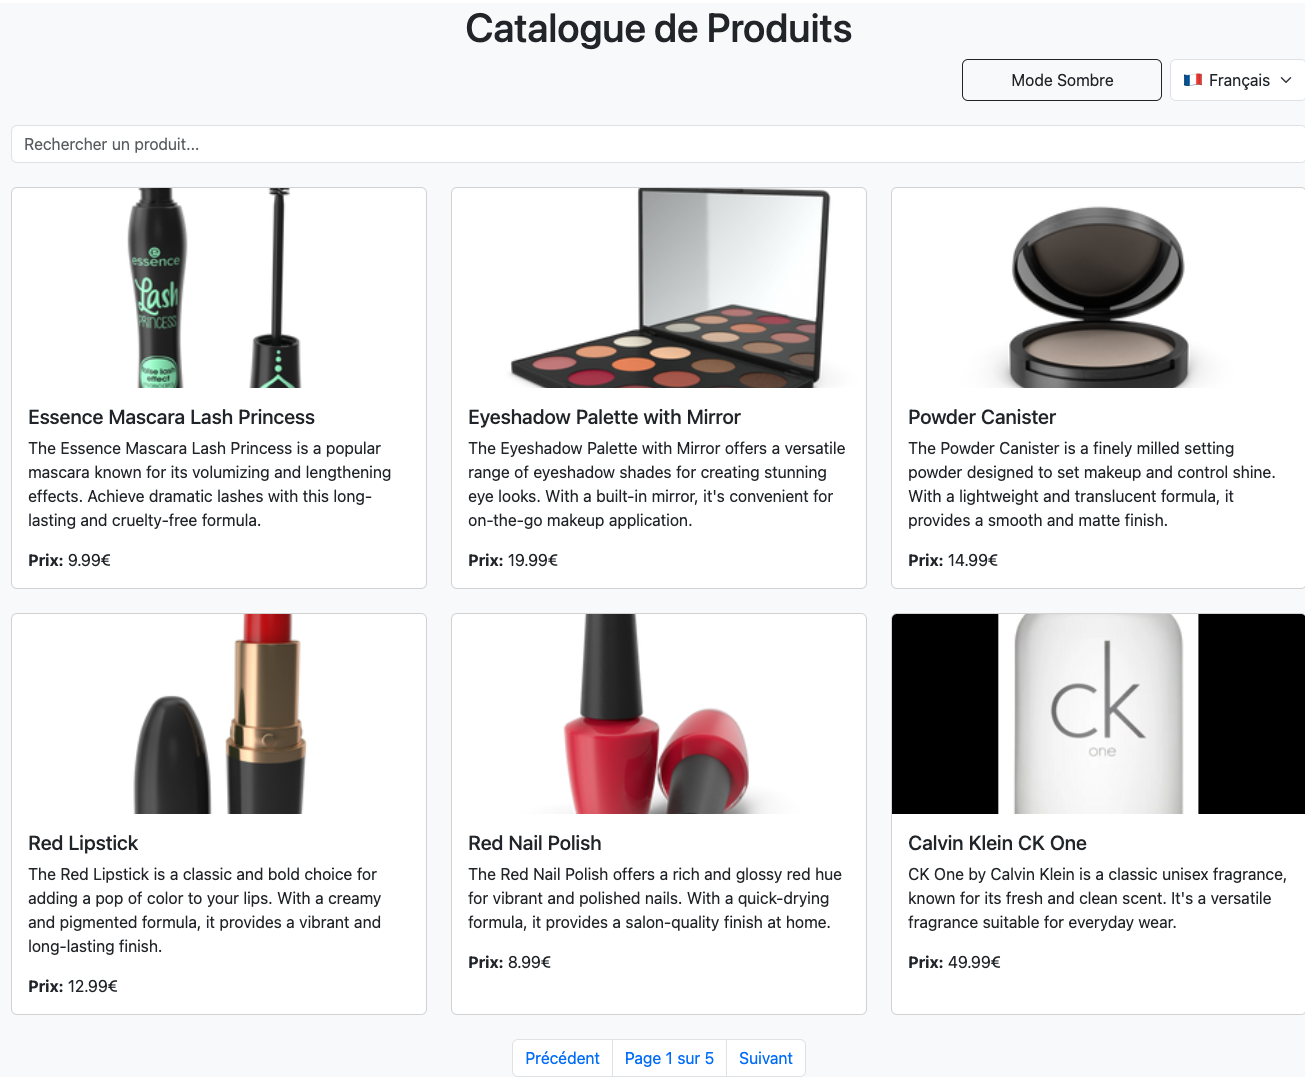 Catalogue de Produits
Mode Sombre
Français
Rechercher un produit...
essence
Lash
PRINCESS
false lash
effect
Essence Mascara Lash Princess
The Essence Mascara Lash Princess is a popular
mascara known for its volumizing and lengthening
effects. Achieve dramatic lashes with this long-
lasting and cruelty-free formula.
Prix: 9.99€
Eyeshadow Palette with Mirror
The Eyeshadow Palette with Mirror offers a versatile
range of eyeshadow shades for creating stunning
eye looks. With a built-in mirror, it's convenient for
on-the-go makeup application.
Prix: 19.99€
Powder Canister
The Powder Canister is a finely milled setting
powder designed to set makeup and control shine.
With a lightweight and translucent formula, it
provides a smooth and matte finish.
Prix: 14.99€
Red Lipstick
The Red Lipstick is a classic and bold choice for
adding a pop of color to your lips. With a creamy
and pigmented formula, it provides a vibrant and
long-lasting finish.
Prix: 12.99€
Red Nail Polish
The Red Nail Polish offers a rich and glossy red hue
for vibrant and polished nails. With a quick-drying
formula, it provides a salon-quality finish at home.
Prix: 8.99€
ck
one
Calvin Klein CK One
CK One by Calvin Klein is a classic unisex fragrance,
known for its fresh and clean scent. It's a versatile
fragrance suitable for everyday wear.
Prix: 49.99€
Précédent
Page 1 sur 5
Suivant